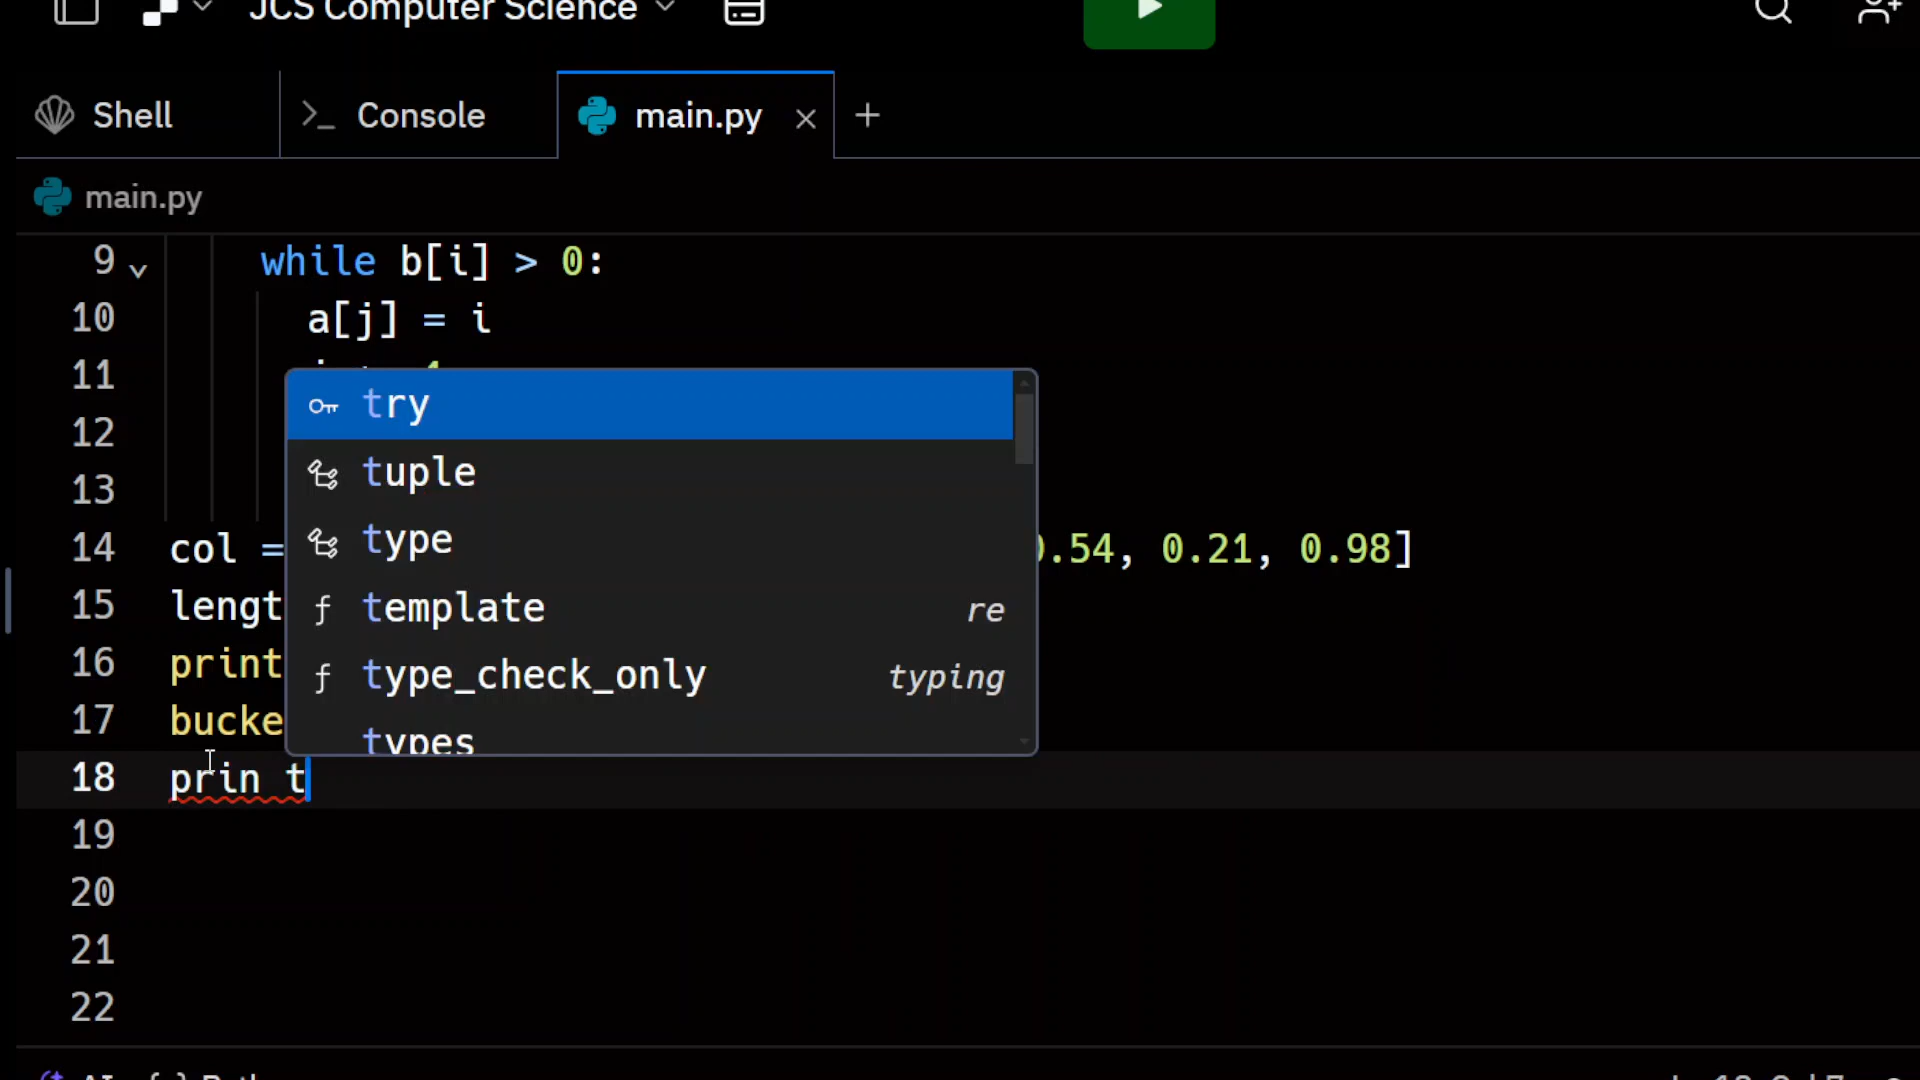 JCS Computer Science
Shell
Console
main.py
main.py
9 while b[i] > 0:
10 a[j] = i
11
12
13
14 col = 0.54, 0.21, 0.98]
15 lengt
16 print
17 bucke
18 prin t
19
20
21
22
try
tuple
type
template re
type_check_only typing
types